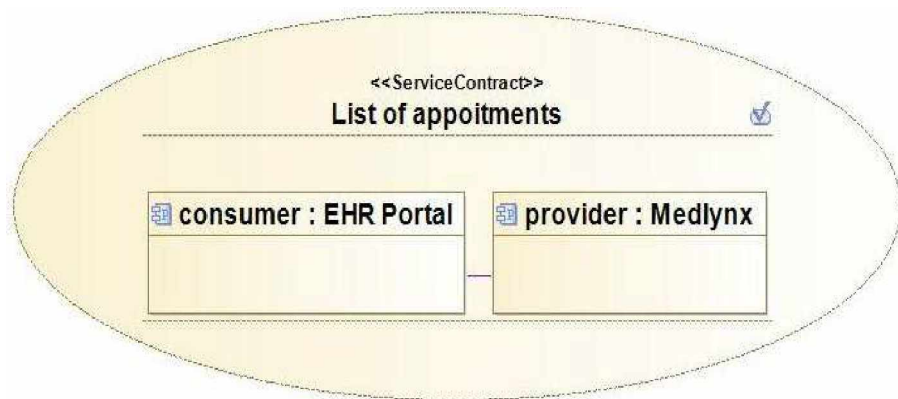 <<ServiceContract>>
List of appoitments
consumer : EHR Portal
provider : Medlynx